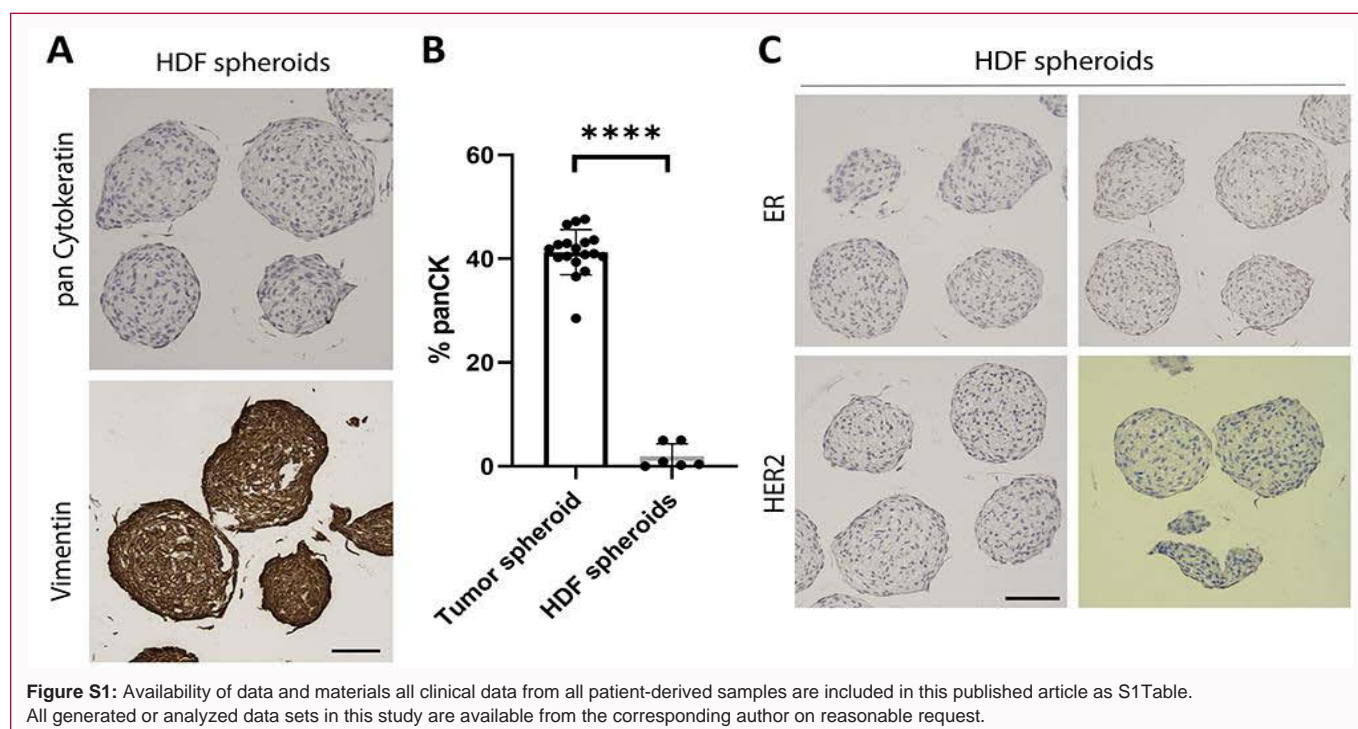 A
HDF spheroids
pan Cytokeratin
Vimentin
B
****
% panCK
60
40
20
0
Tumor spheroid
HDF spheroids
C
HDF spheroids
ER
HER2
Figure S1: Availability of data and materials all clinical data from all patient-derived samples are included in this published article as S1Table.
All generated or analyzed data sets in this study are available from the corresponding author on reasonable request.